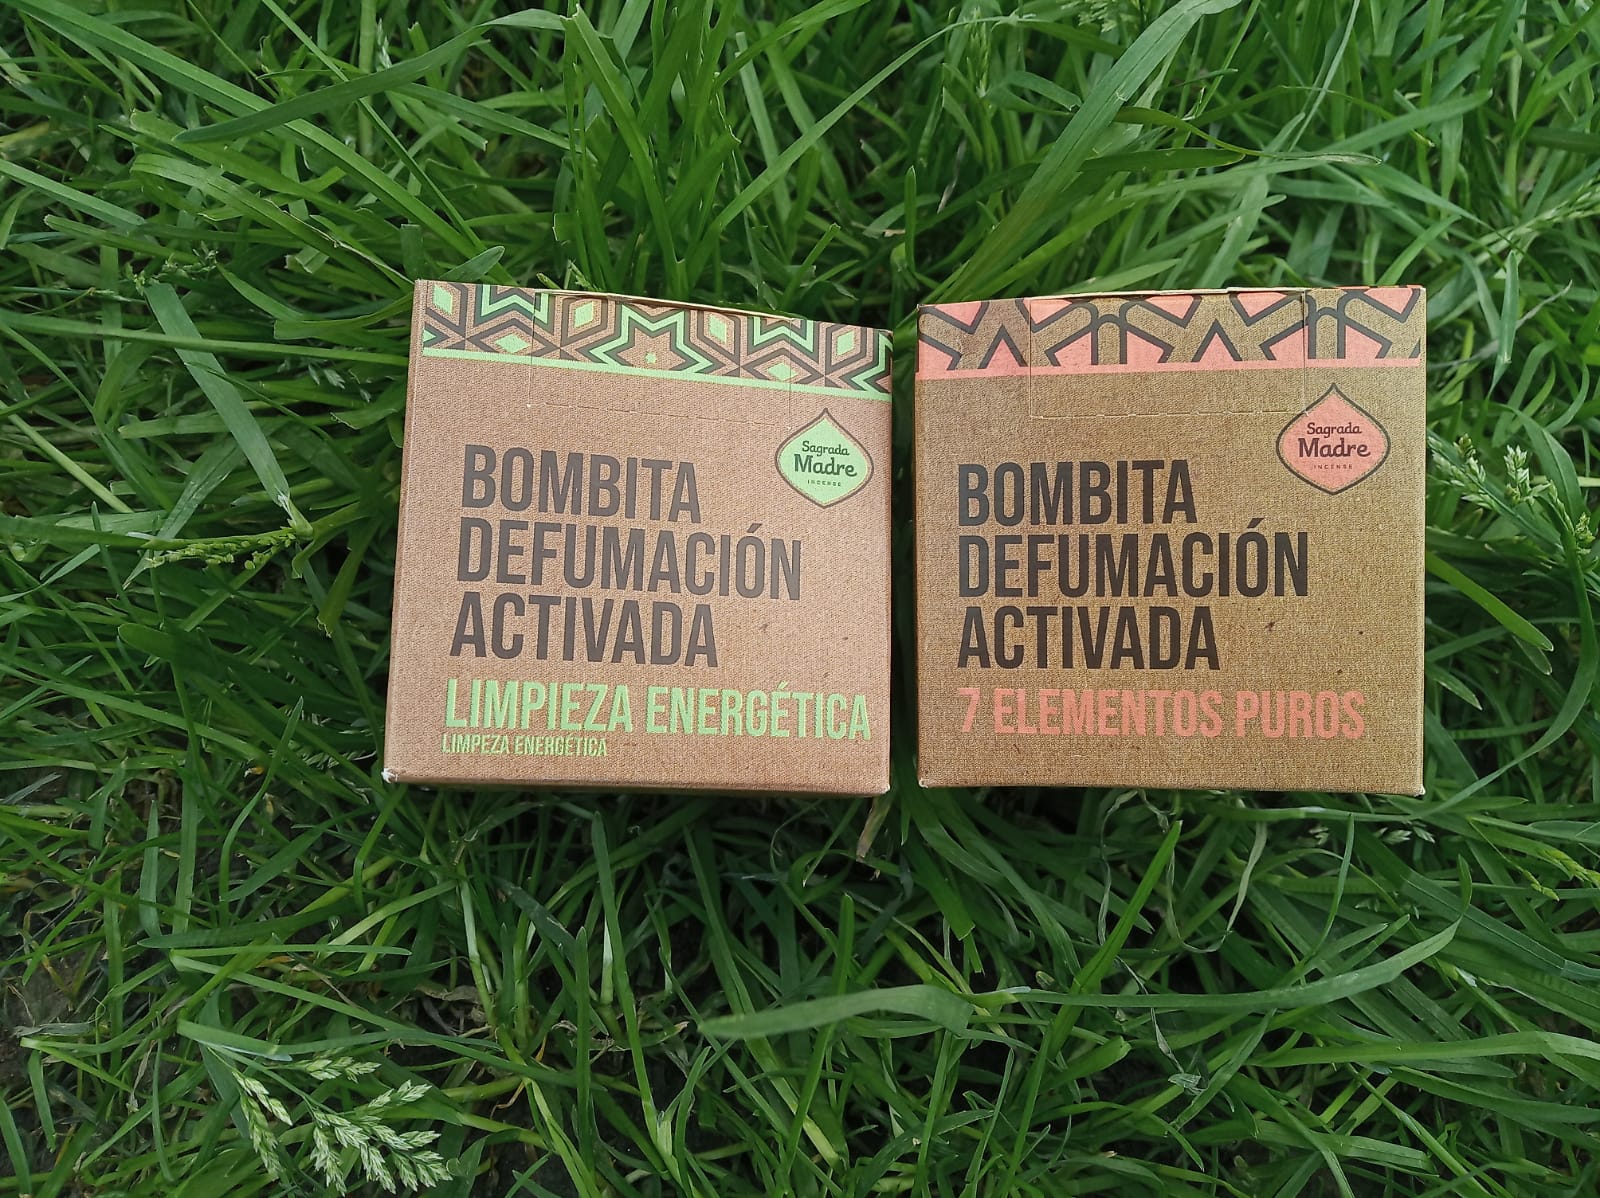 Sagrada
Madre
INCENSE
BOMBITA
DEFUMACIÓN
ACTIVADA
LIMPIEZA ENERGÉTICA
LIMPEZA ENERGÉTICA
Sagrada
Madre
INCENSE
BOMBITA
DEFUMACIÓN
ACTIVADA
7 ELEMENTOS PUROS